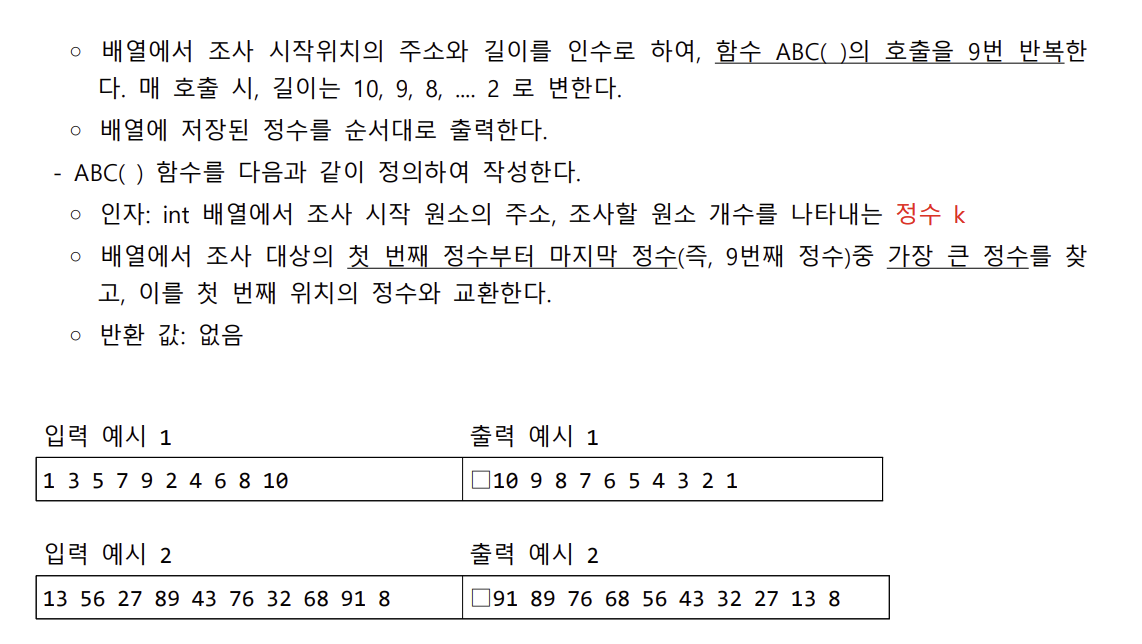 ○ 배열에서 조사 시작위치의 주소와 길이를 인수로 하여, 함수 ABC( )의 호출을 9번 반복한
다. 매 호출 시, 길이는 10, 9, 8, .... 2 로 변한다.
○ 배열에 저장된 정수를 순서대로 출력한다.
- ABC( ) 함수를 다음과 같이 정의하여 작성한다.
○ 인자: int 배열에서 조사 시작 원소의 주소, 조사할 원소 개수를 나타내는 정수 k
○ 배열에서 조사 대상의 첫 번째 정수부터 마지막 정수(즉, 9번째 정수)중 가장 큰 정수를 찾
고, 이를 첫 번째 위치의 정수와 교환한다.
○ 반환 값: 없음
입력 예시 1 출력 예시 1
1 3 5 7 9 2 4 6 8 10 □10 9 8 7 6 5 4 3 2 1
입력 예시 2 출력 예시 2
13 56 27 89 43 76 32 68 91 8 □91 89 76 68 56 43 32 27 13 8